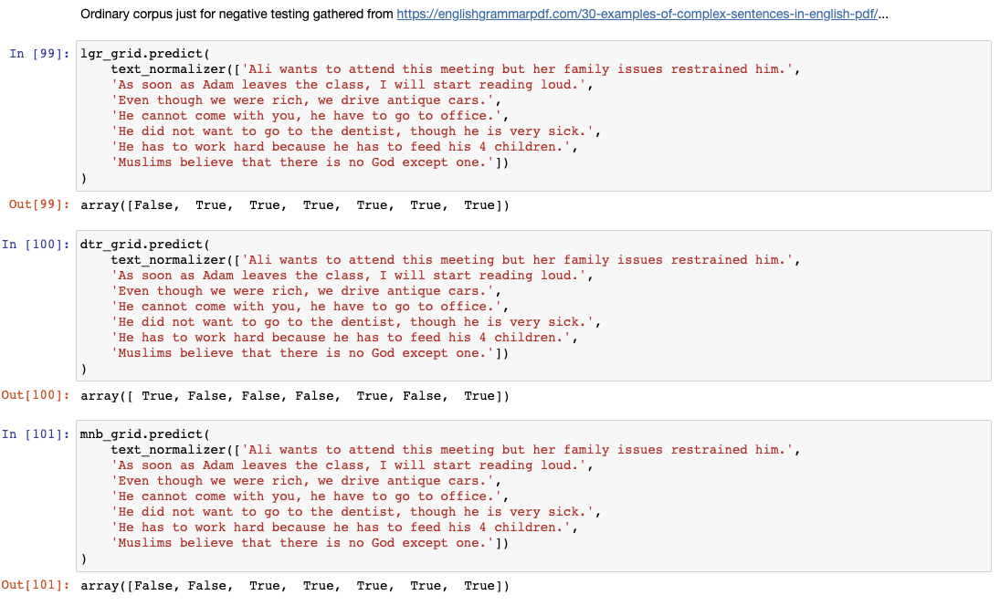 Ordinary corpus just for negative testing gathered from https://englishgrammarpdf.com/30-examples-of-complex-sentences-in-english-pdf/...
In [99]: lgr_grid.predict(
text_normalizer(['Ali wants to attend this meeting but her family issues restrained him.',
'As soon as Adam leaves the class, I will start reading loud.',
'Even though we were rich, we drive antique cars.',
'He cannot come with you, he have to go to office.',
'He did not want to go to the dentist, though he is very sick.',
'He has to work hard because he has to feed his 4 children.',
'Muslims believe that there is no God except one.'])
)
Out[99]: array([False,  True,  True,  True,  True,  True,  True])
In [100]: dtr_grid.predict(
text_normalizer(['Ali wants to attend this meeting but her family issues restrained him.',
'As soon as Adam leaves the class, I will start reading loud.',
'Even though we were rich, we drive antique cars.',
'He cannot come with you, he have to go to office.',
'He did not want to go to the dentist, though he is very sick.',
'He has to work hard because he has to feed his 4 children.',
'Muslims believe that there is no God except one.'])
)
Out[100]: array([ True, False, False, False,  True, False,  True])
In [101]: mnb_grid.predict(
text_normalizer(['Ali wants to attend this meeting but her family issues restrained him.',
'As soon as Adam leaves the class, I will start reading loud.',
'Even though we were rich, we drive antique cars.',
'He cannot come with you, he have to go to office.',
'He did not want to go to the dentist, though he is very sick.',
'He has to work hard because he has to feed his 4 children.',
'Muslims believe that there is no God except one.'])
)
Out[101]: array([False, False,  True,  True,  True,  True,  True])